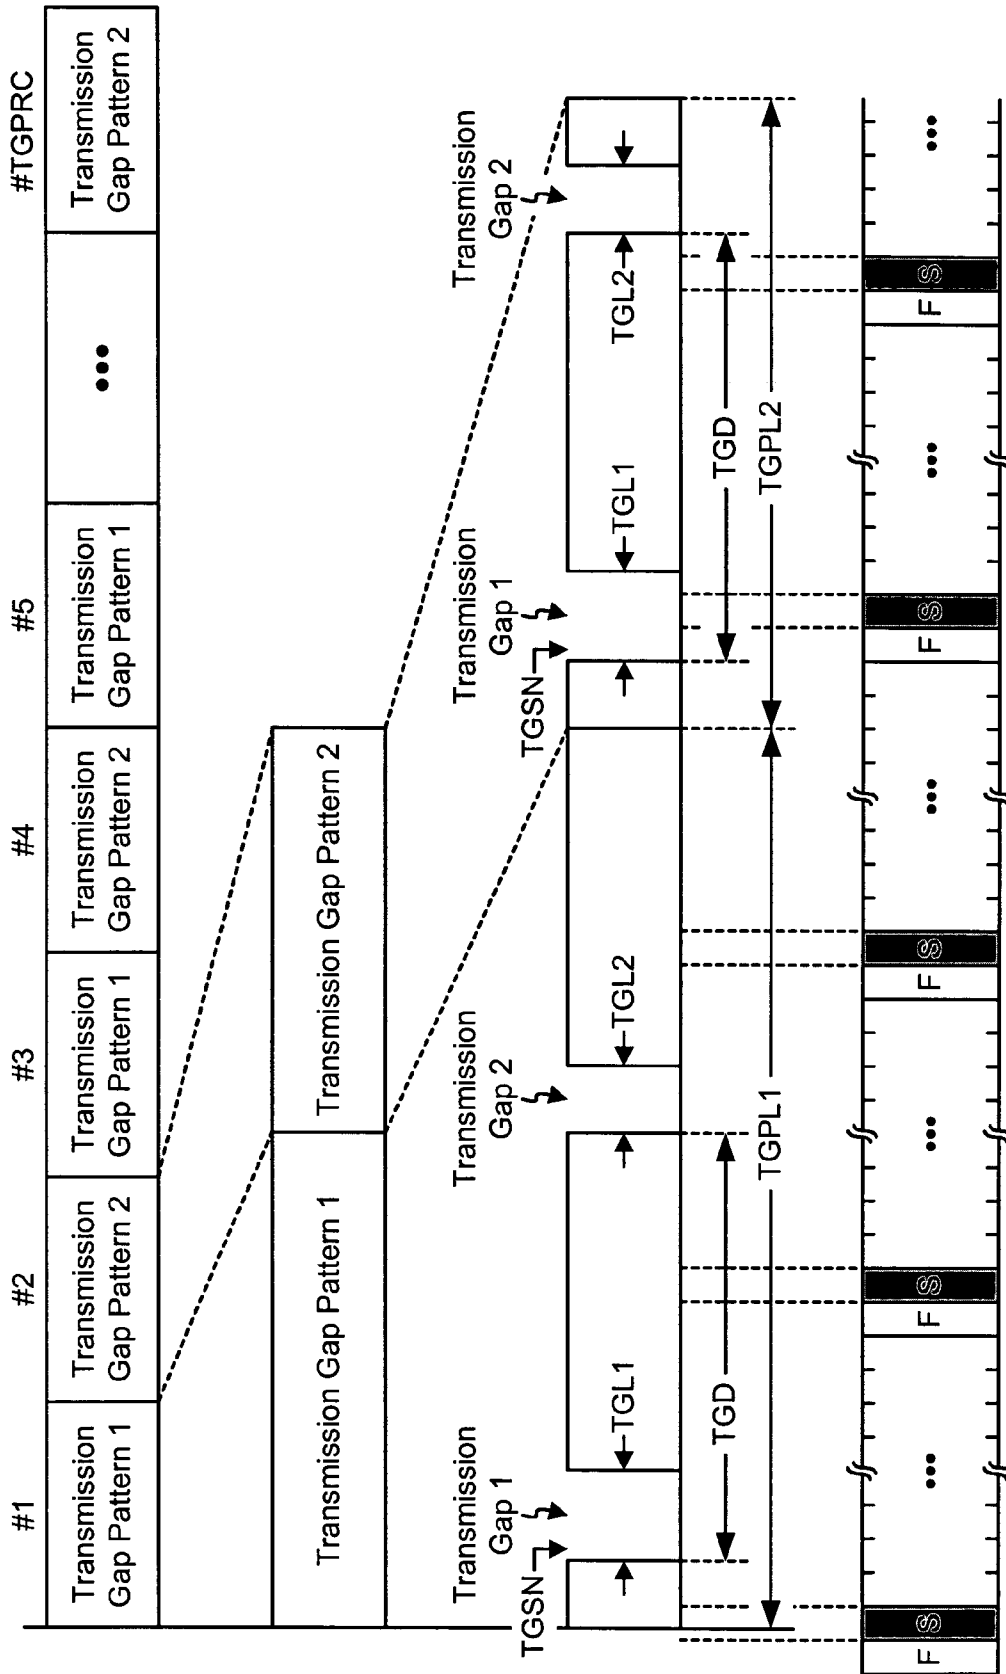 #1
#2
#3
#4
#5
#TGPRC
Transmission
Gap Pattern 1
Transmission
Gap Pattern 2
Transmission
Gap Pattern 1
Transmission
Gap Pattern 2
Transmission
Gap Pattern 1
•••
Transmission
Gap Pattern 2
Transmission Gap Pattern 1
Transmission Gap Pattern 2
Transmission
Gap 1
Transmission
Gap 2
Transmission
Gap 1
Transmission
Gap 2
TGSN
TGSN
TGL1
TGL2
TGL1
TGL2
TGD
TGD
TGPL1
TGPL2
F S ••• F S ••• F S ••• F S ••• F S •••